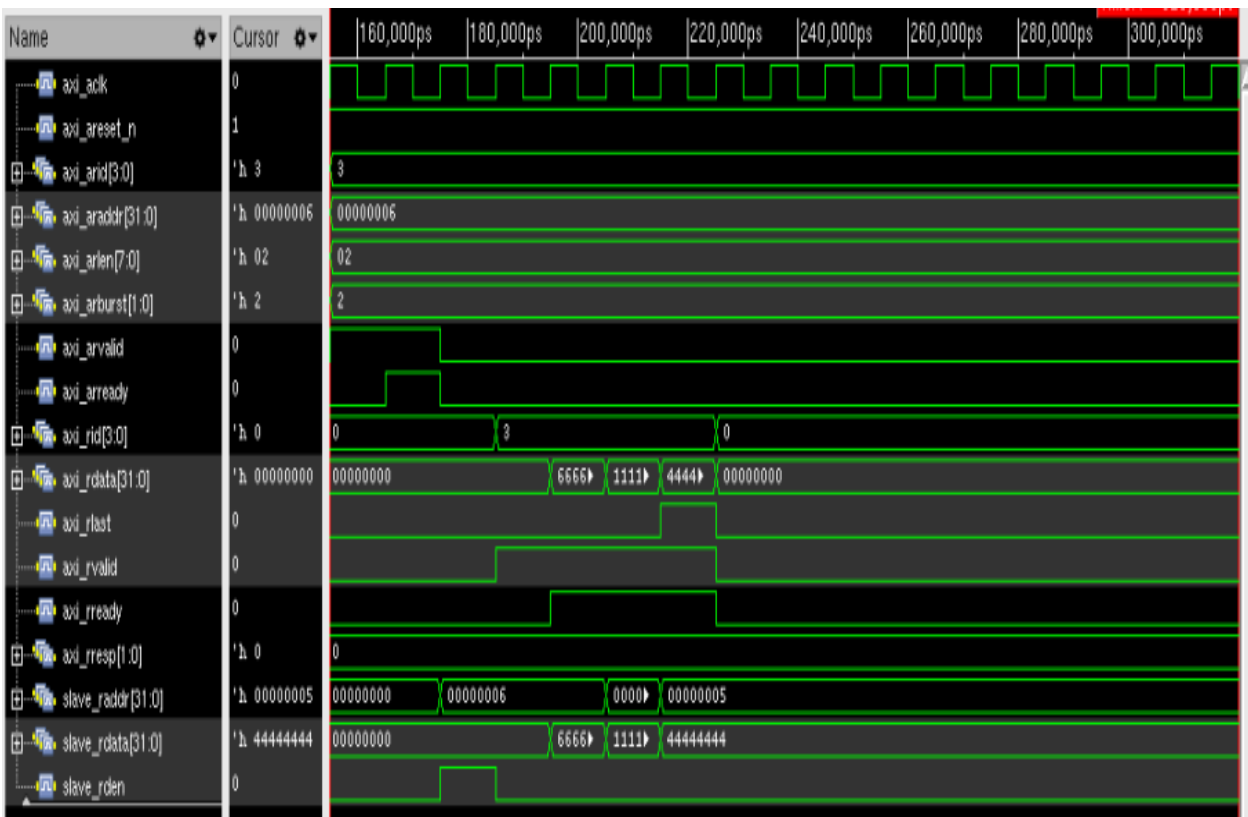 Name Cursor 160,000ps 180,000ps 200,000ps 220,000ps 240,000ps 260,000ps 280,000ps 300,000ps
axi_aclk 0
axi_areset_n 1
axi_arid[3:0] 'h 3 3
axi_araddr[31:0] 'h 00000006 00000006
axi_arlen[7:0] 'h 02 02
axi_arburst[1:0] 'h 2 2
axi_arvalid 0
axi_arready 0
axi_rid[3:0] 'h 0 0 3 0
axi_rdata[31:0] 'h 00000000 00000000 6666 1111 4444 00000000
axi_rlast 0
axi_rvalid 0
axi_rready 0
axi_rresp[1:0] 'h 0 0
slave_raddr[31:0] 'h 00000005 00000000 00000006 0000 00000005
slave_rdata[31:0] 'h 44444444 00000000 6666 1111 44444444
slave_rden 0